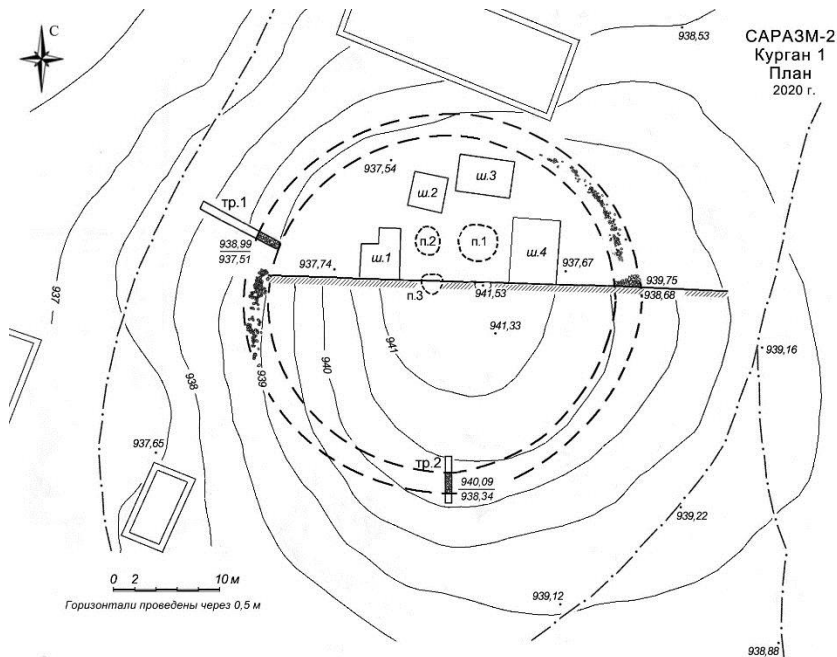 С
САРАЗМ-2
Курган 1
План
2020 г.
938,53
937,54
ш.3
ш.2
тр.1
938,99
937,51
п.2
п.1
ш.1
ш.4
937,74
937,67
п.3
941,53
939,75
938,68
937
941,33
941
940
939
938
939,16
937,65
тр.2
940,09
938,34
939,22
0 2 10 м
Горизонтали проведены через 0,5 м
939,12
938,88